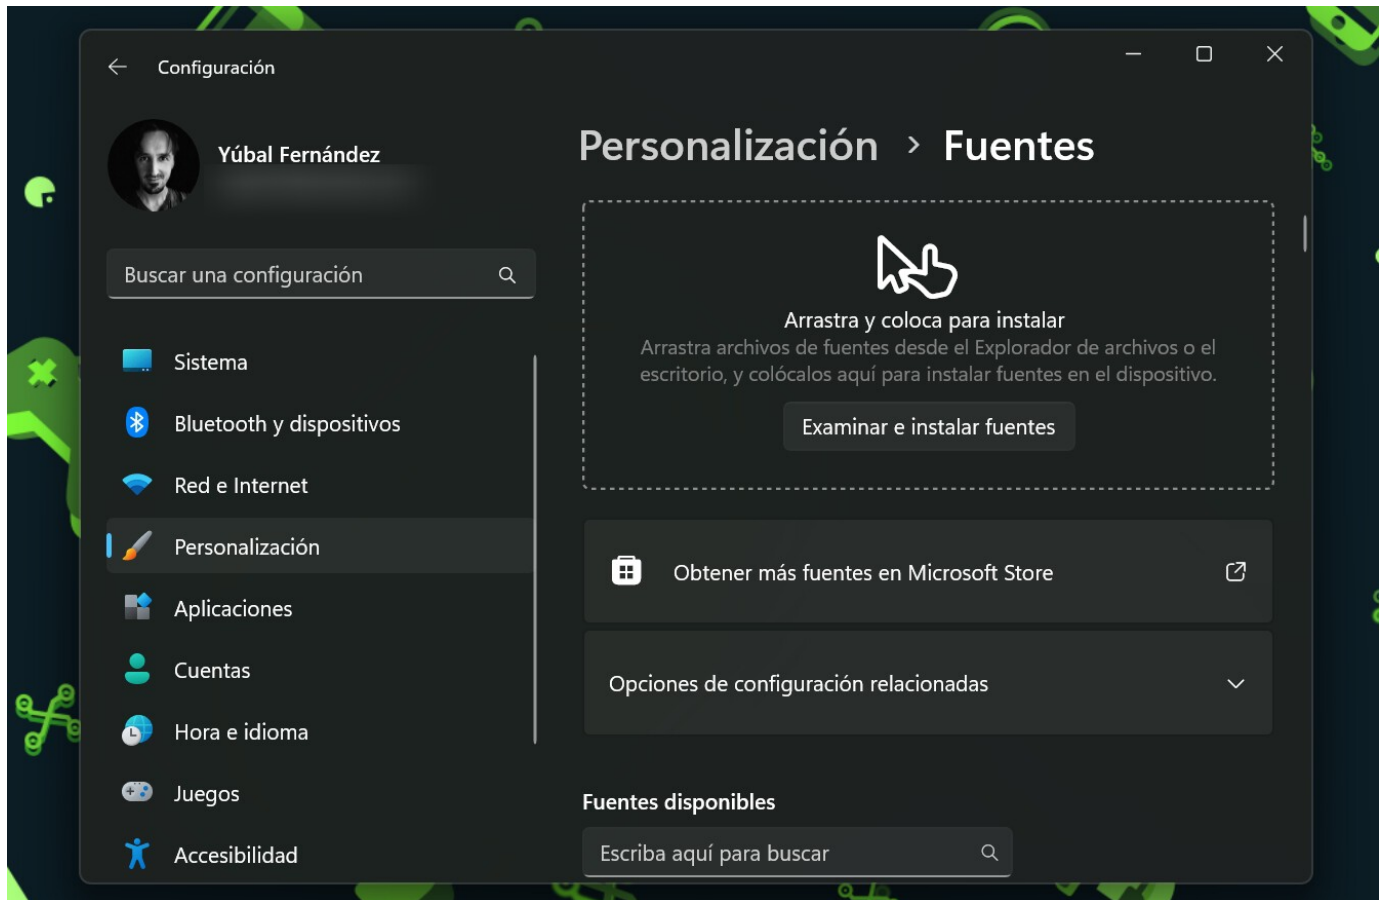 Configuración
Yúbal Fernández
Buscar una configuración
Sistema
Bluetooth y dispositivos
Red e Internet
Personalización
Aplicaciones
Cuentas
Hora e idioma
Juegos
Accesibilidad
Personalización > Fuentes
Arrastra y coloca para instalar
Arrastra archivos de fuentes desde el Explorador de archivos o el
escritorio, y colócalos aquí para instalar fuentes en el dispositivo.
Examinar e instalar fuentes
Obtener más fuentes en Microsoft Store
Opciones de configuración relacionadas
Fuentes disponibles
Escriba aquí para buscar